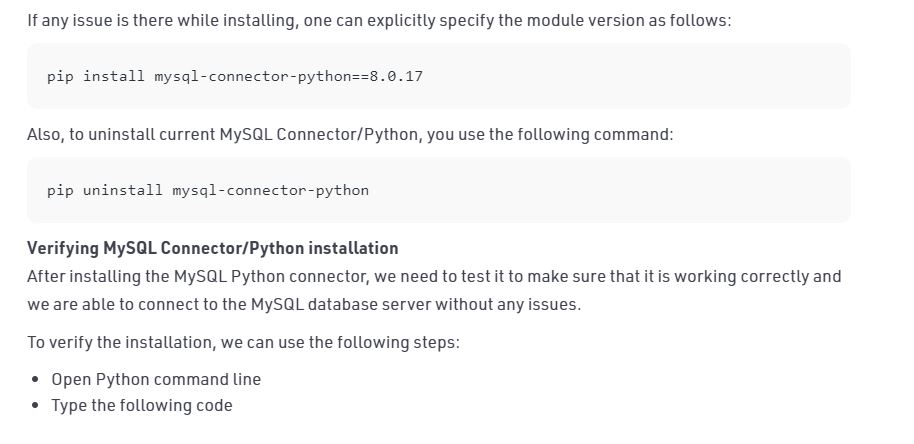 If any issue is there while installing, one can explicitly specify the module version as follows:
pip install mysql-connector-python==8.0.17
Also, to uninstall current MySQL Connector/Python, you use the following command:
pip uninstall mysql-connector-python
Verifying MySQL Connector/Python installation
After installing the MySQL Python connector, we need to test it to make sure that it is working correctly and
we are able to connect to the MySQL database server without any issues.
To verify the installation, we can use the following steps:
• Open Python command line
• Type the following code